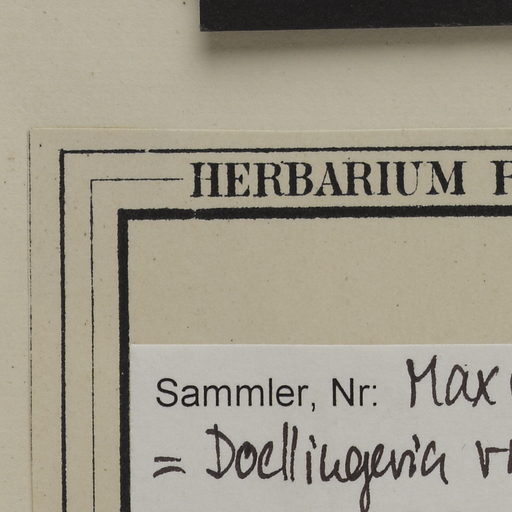 HERBARIUM
Sammler, Nr: Max
= Doellingeria